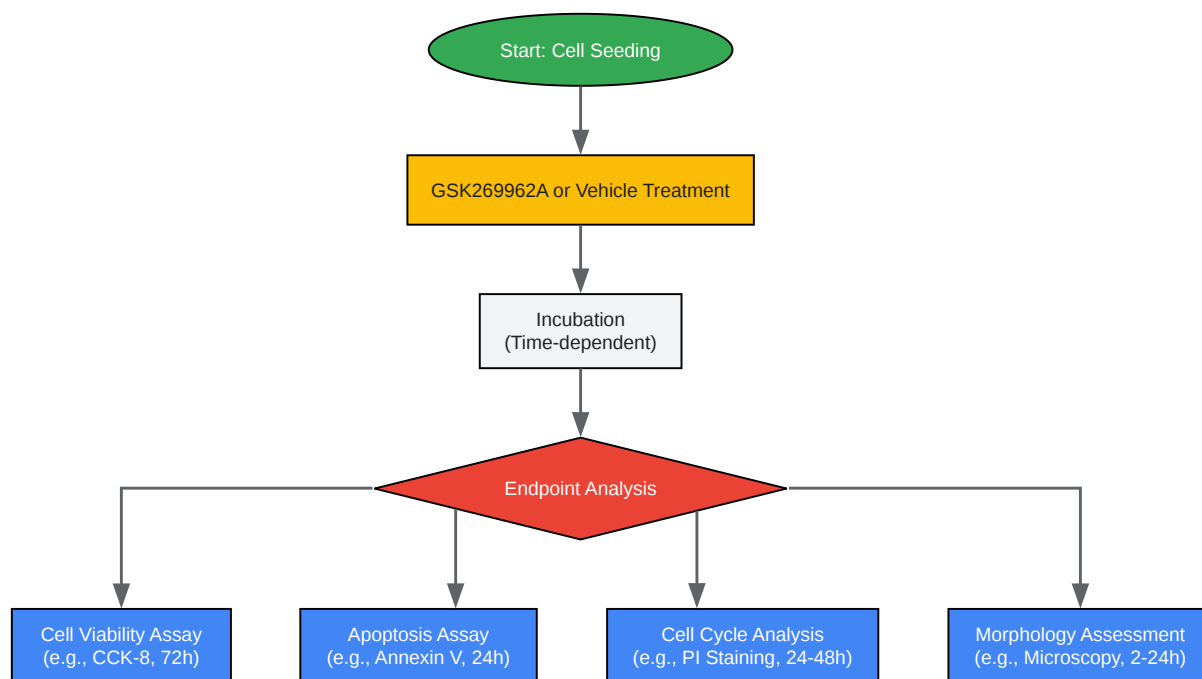 Start: Cell Seeding
GSK269962A or Vehicle Treatment
Incubation
(Time-dependent)
Endpoint Analysis
Cell Viability Assay
(e.g., CCK-8, 72h)
Apoptosis Assay
(e.g., Annexin V, 24h)
Cell Cycle Analysis
(e.g., PI Staining, 24-48h)
Morphology Assessment
(e.g., Microscopy, 2-24h)